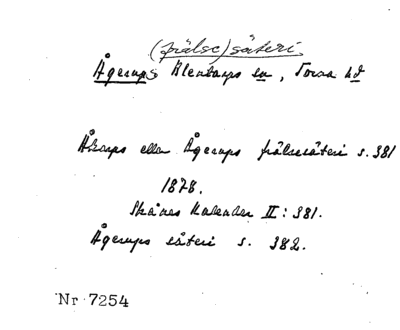 (frälse) säteri
Ågerups Alentorps sn, Torna hd
Åkarps eller Ågerups frälsesäteri s. 381
1878.
Skånes Kalender II: 381.
Ågerups säteri s. 382.
Nr 7254